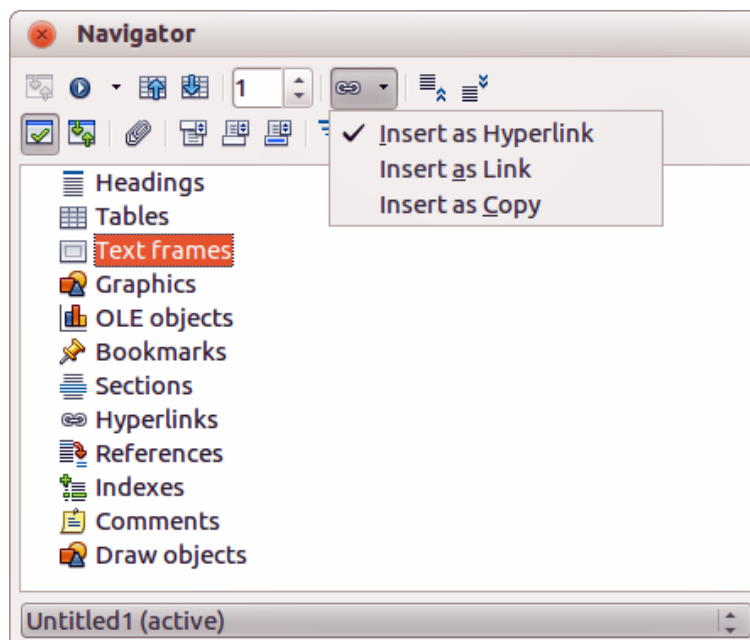 Navigator
1
Insert as Hyperlink
Insert as Link
Insert as Copy
Headings
Tables
Text frames
Graphics
OLE objects
Bookmarks
Sections
Hyperlinks
References
Indexes
Comments
Draw objects
Untitled1 (active)